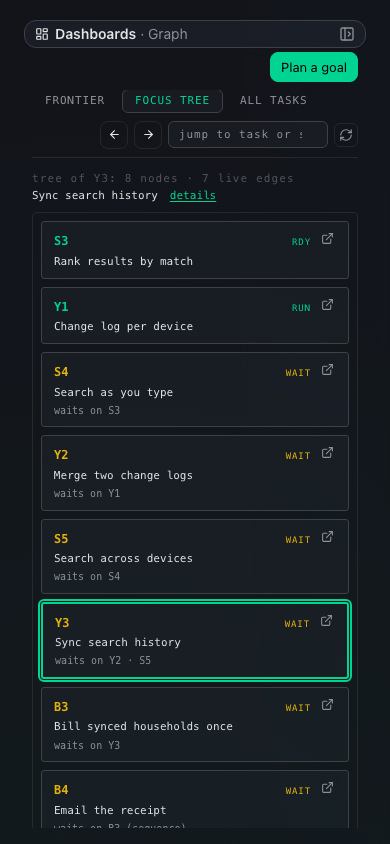 Dashboards · Graph
Plan a goal
FRONTIER
FOCUS TREE
ALL TASKS
jump to task or s
tree of Y3: 8 nodes · 7 live edges
Sync search history details
S3 RDY
Rank results by match
Y1 RUN
Change log per device
S4 WAIT
Search as you type
waits on S3
Y2 WAIT
Merge two change logs
waits on Y1
S5 WAIT
Search across devices
waits on S4
Y3 WAIT
Sync search history
waits on Y2 · S5
B3 WAIT
Bill synced households once
waits on Y3
B4 WAIT
Email the receipt
waits on B3 (sequence)